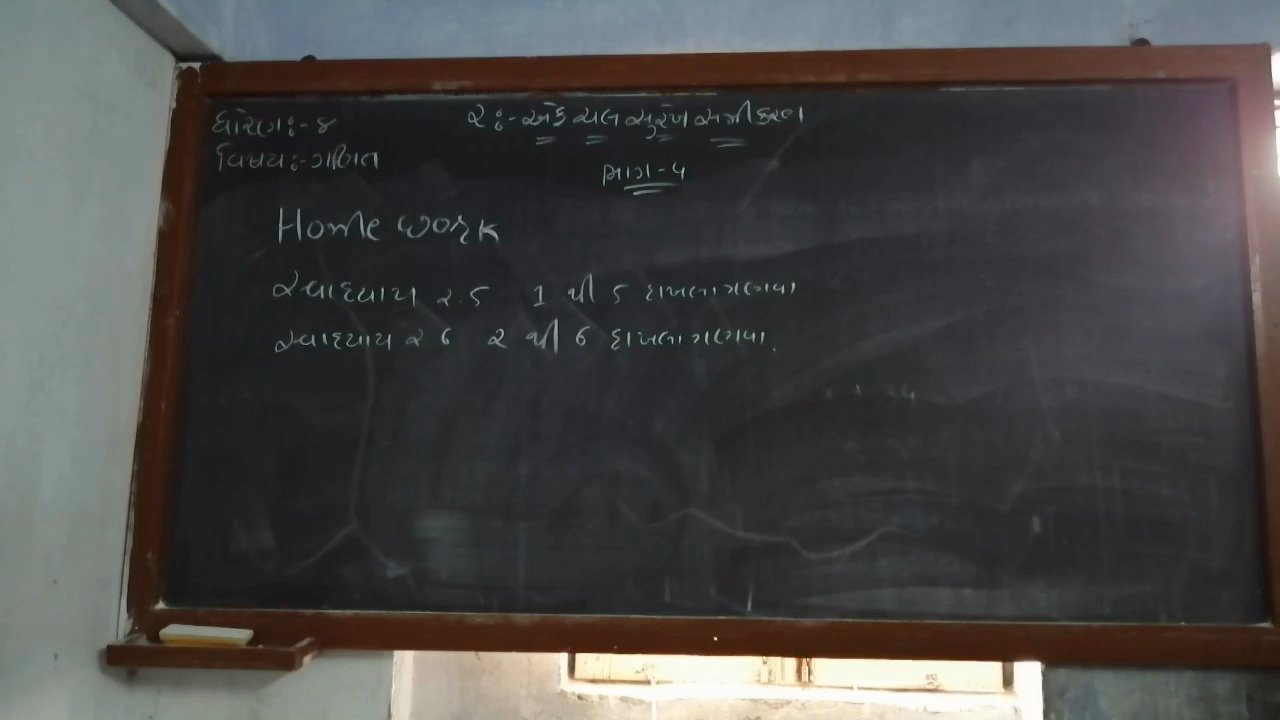 ધોરણ:-૪
૨:-એક ચલ સુરેખ સમીકરણ
વિષય:-ગણિત
ભાગ-૫
Home work
સ્વાધ્યાય ૨.5 1 થી 5 દાખલા ગણવા
સ્વાધ્યાય ૨ 6 ૨ થી 6 દાખલા ગણવા.